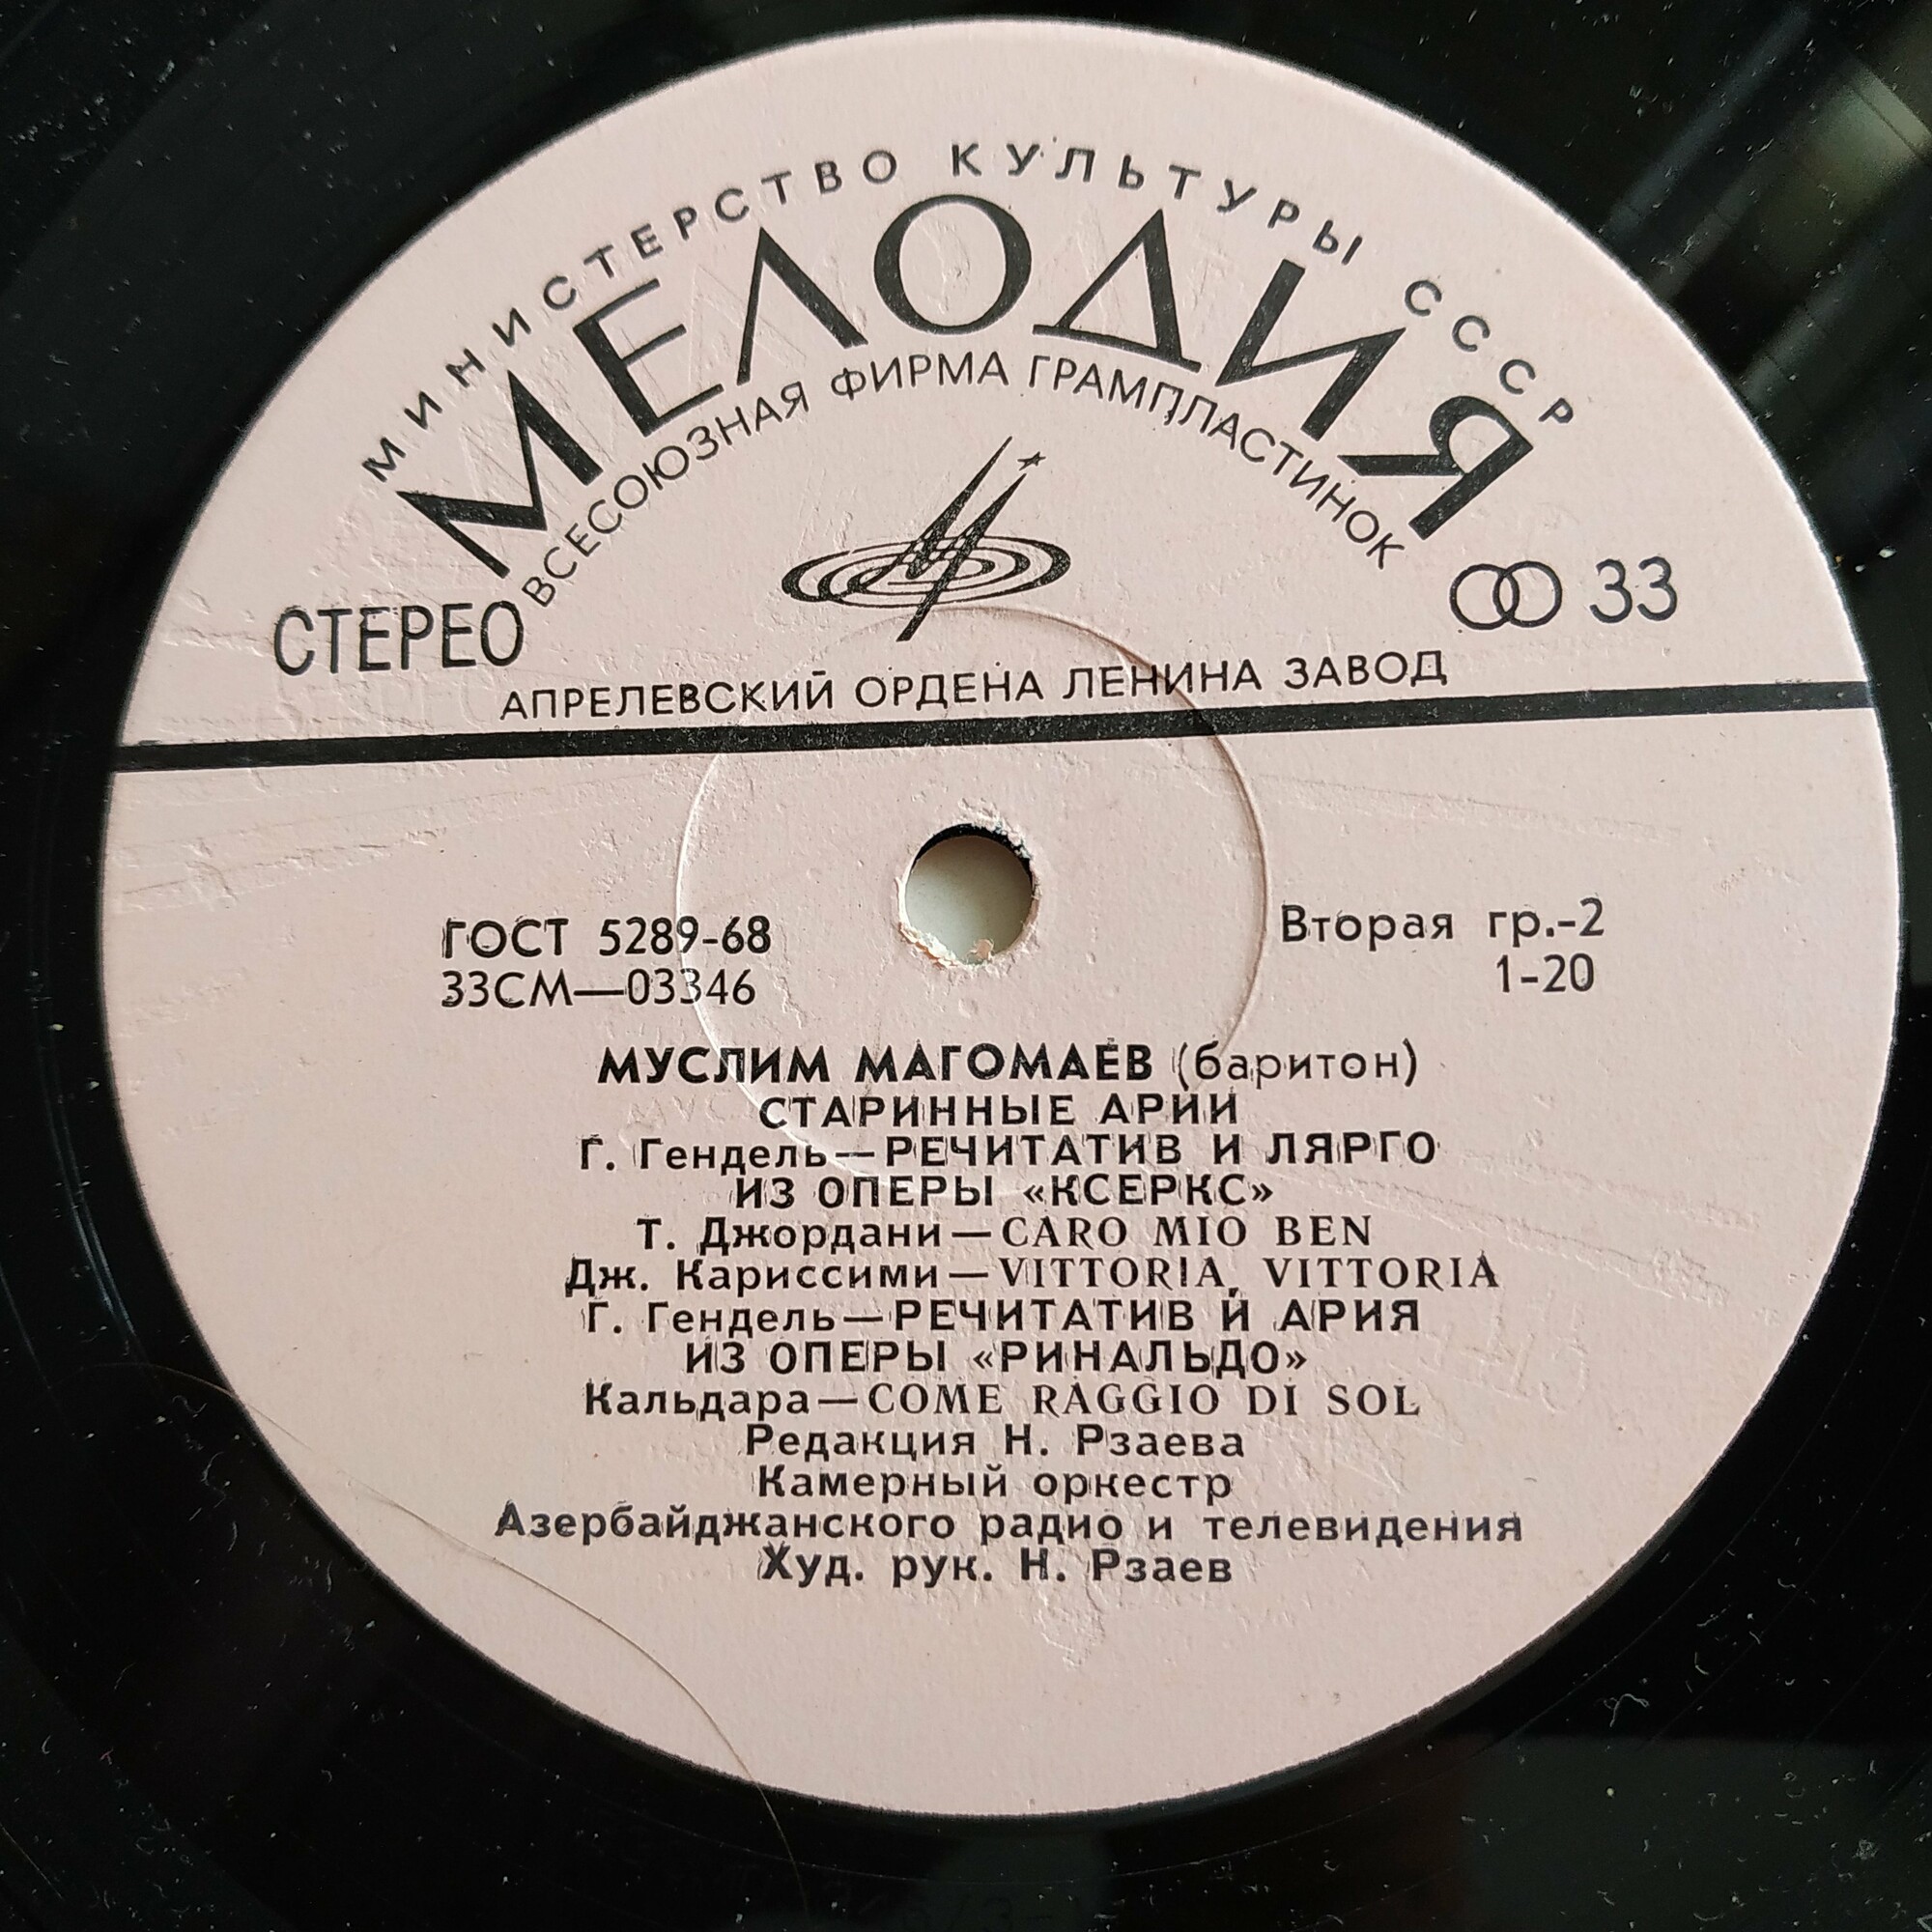 МИНИСТЕРСТВО КУЛЬТУРЫ СССР
МЕЛОДИЯ
ВСЕСОЮЗНАЯ ФИРМА ГРАМПЛАСТИНОК
СТЕРЕО
33
АПРЕЛЕВСКИЙ ОРДЕНА ЛЕНИНА ЗАВОД
ГОСТ 5289-68
Вторая гр.-2
33СМ—03346
1-20
МУСЛИМ МАГОМАЕВ (баритон)
СТАРИННЫЕ АРИИ
Г. Гендель—РЕЧИТАТИВ И ЛЯРГО
ИЗ ОПЕРЫ «КСЕРКС»
Т. Джордани—CARO MIO BEN
Дж. Кариссими—VITTORIA, VITTORIA
Г. Гендель—РЕЧИТАТИВ И АРИЯ
ИЗ ОПЕРЫ «РИНАЛЬДО»
Кальдара—COME RAGGIO DI SOL
Редакция Н. Рзаева
Камерный оркестр
Азербайджанского радио и телевидения
Худ. рук. Н. Рзаев